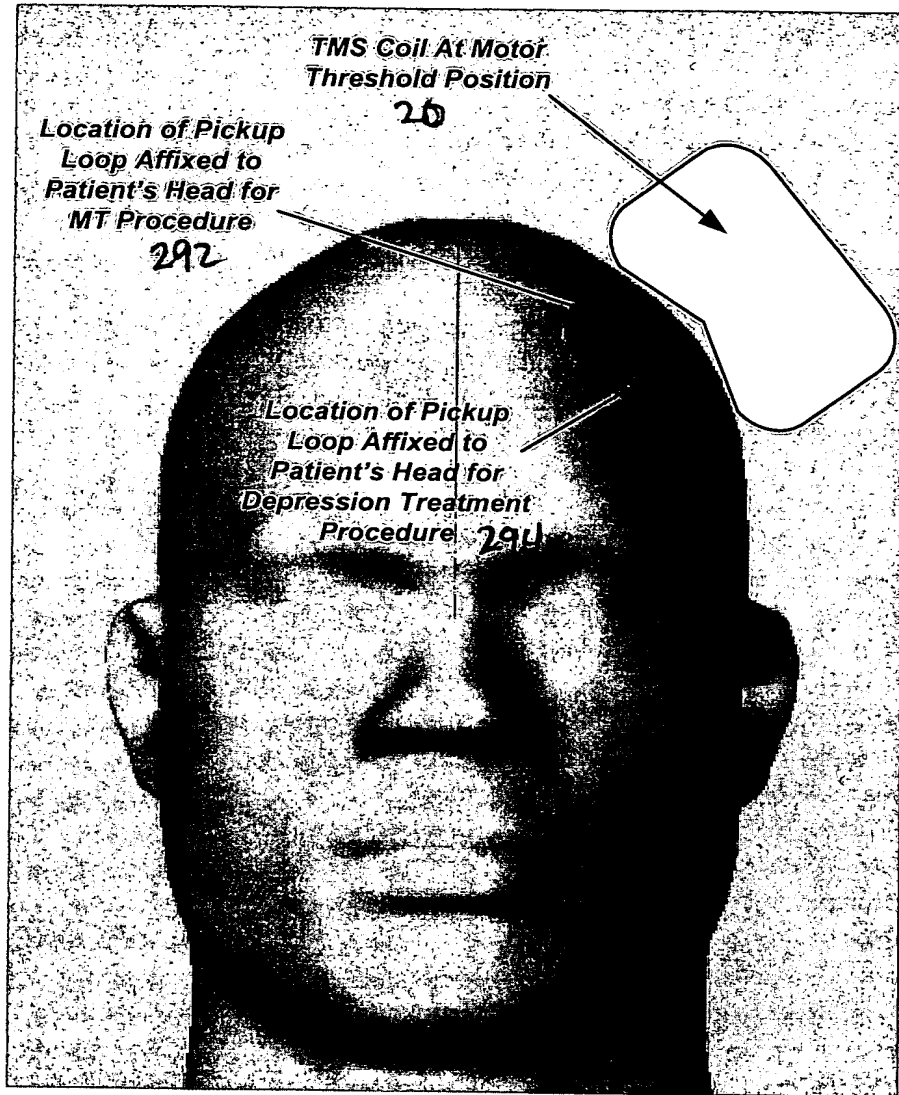 TMS Coil At Motor
Threshold Position
20
Location of Pickup
Loop Affixed to
Patient's Head for
MT Procedure
292
Location of Pickup
Loop Affixed to
Patient's Head for
Depression Treatment
Procedure 294